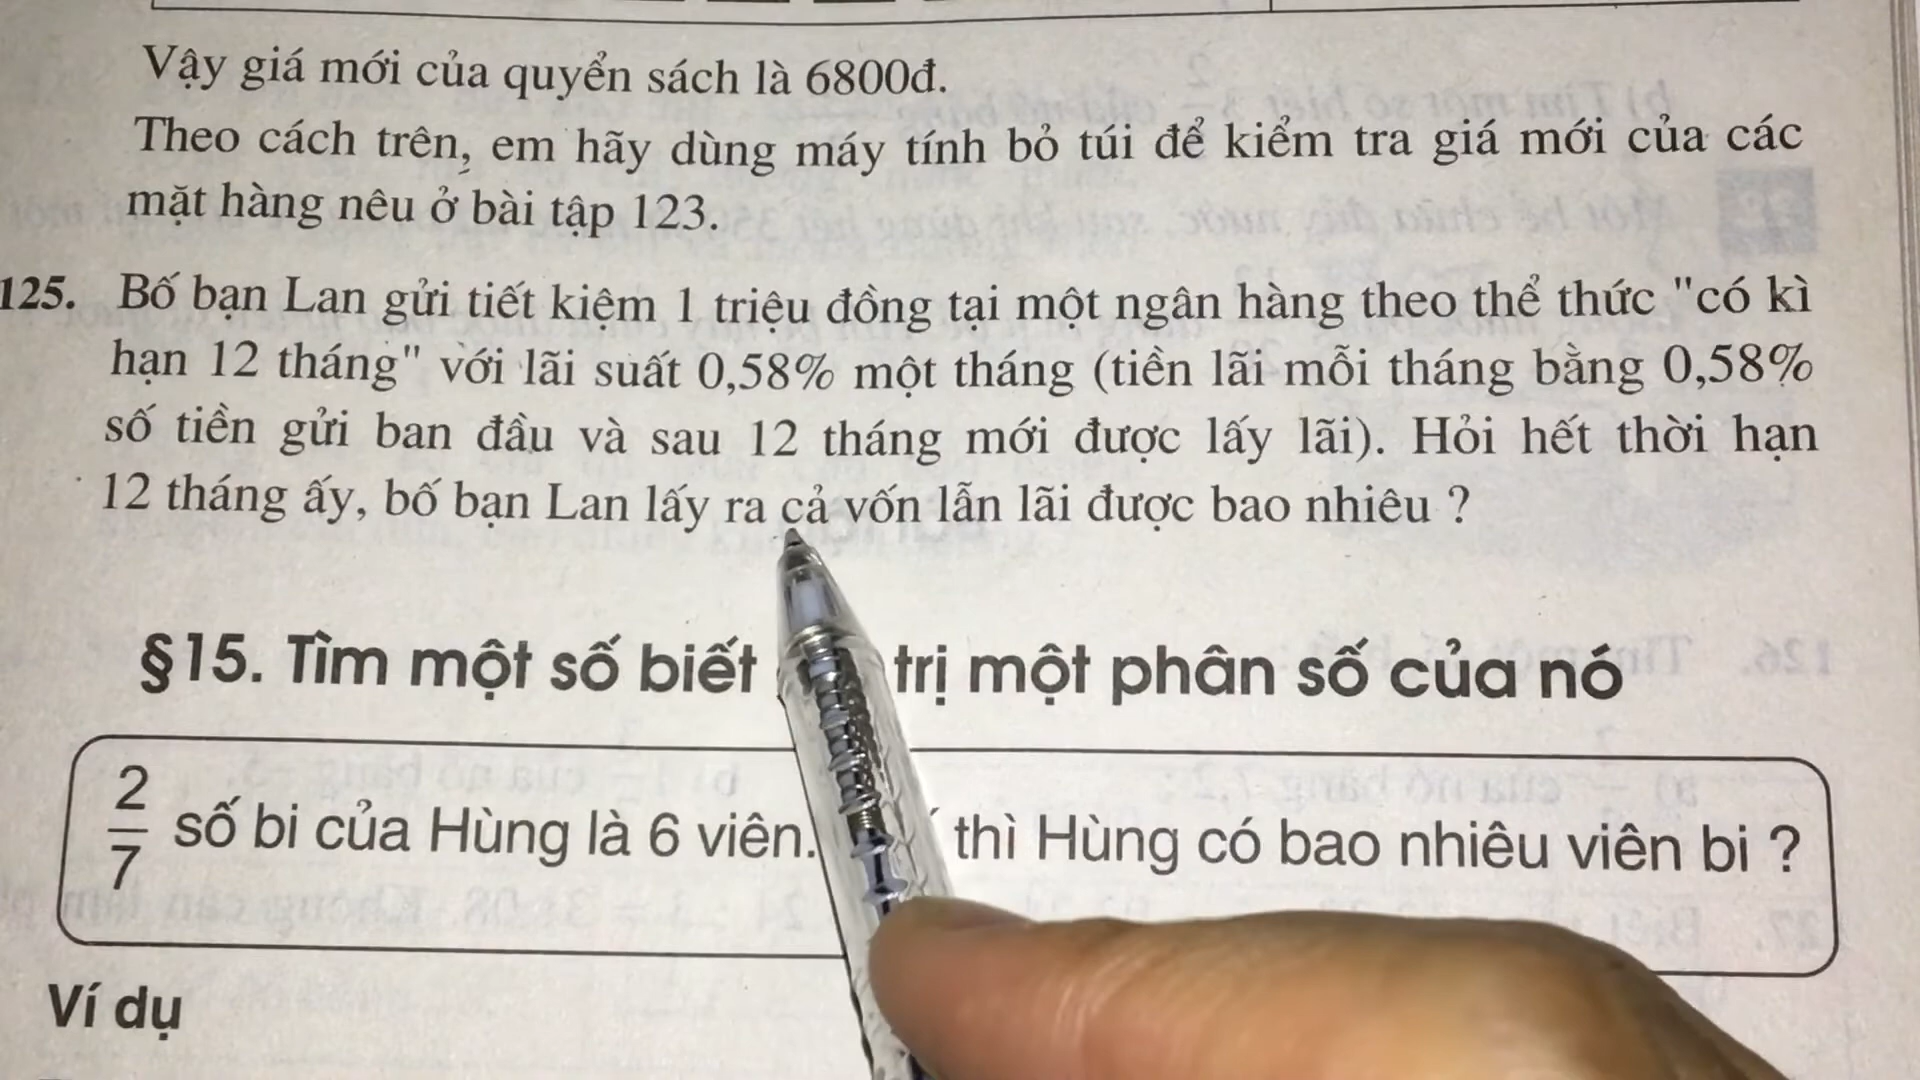 Vậy giá mới của quyển sách là 6800đ.
Theo cách trên, em hãy dùng máy tính bỏ túi để kiểm tra giá mới của các
mặt hàng nêu ở bài tập 123.
125. Bố bạn Lan gửi tiết kiệm 1 triệu đồng tại một ngân hàng theo thể thức "có kì
hạn 12 tháng" với lãi suất 0,58% một tháng (tiền lãi mỗi tháng bằng 0,58%
số tiền gửi ban đầu và sau 12 tháng mới được lấy lãi). Hỏi hết thời hạn
12 tháng ấy, bố bạn Lan lấy ra cả vốn lẫn lãi được bao nhiêu ?
§15. Tìm một số biết trị một phân số của nó
2/7 số bi của Hùng là 6 viên. thì Hùng có bao nhiêu viên bi ?
Ví dụ